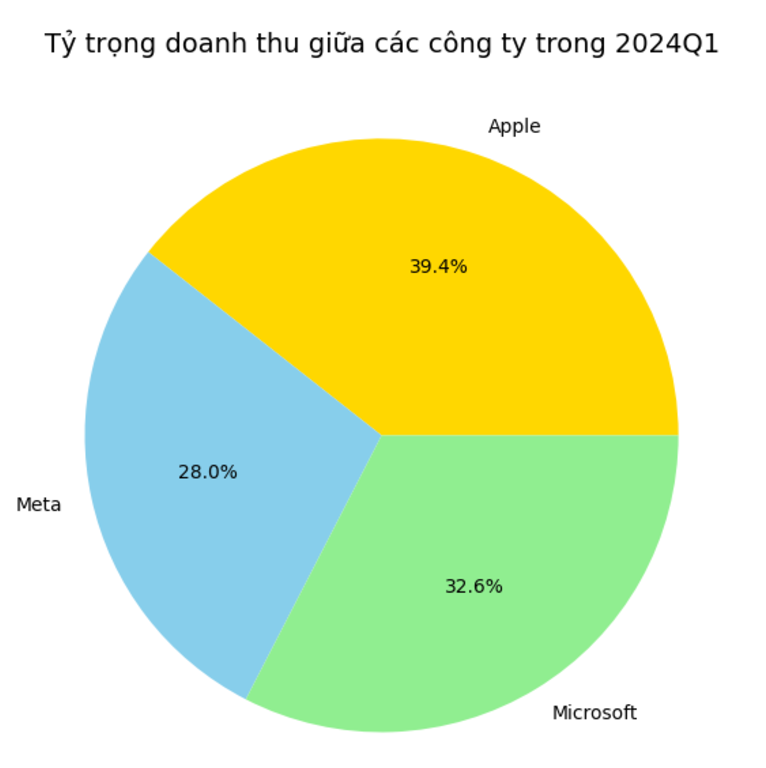 Tỷ trọng doanh thu giữa các công ty trong 2024Q1
Apple
39.4%
28.0%
Meta
32.6%
Microsoft